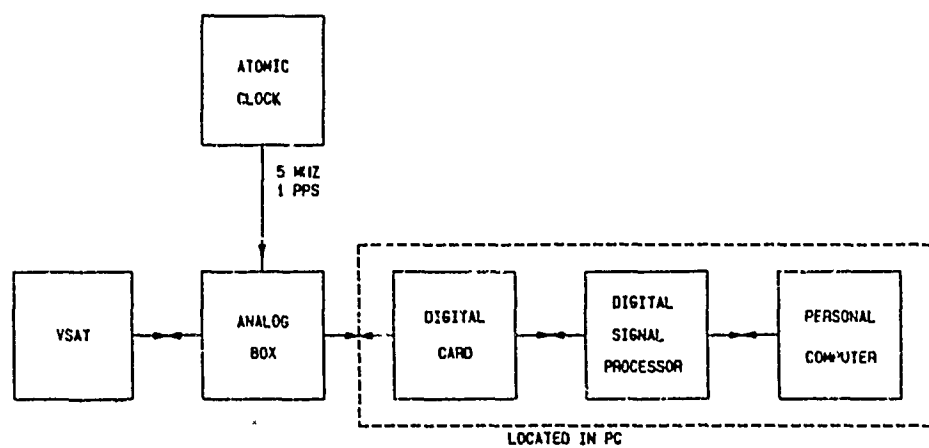 ATOMIC
CLOCK
5 MHZ
1 PPS
VSAT
ANALOG
BOX
DIGITAL
CARD
DIGITAL
SIGNAL
PROCESSOR
PERSONAL
COMPUTER
LOCATED IN PC